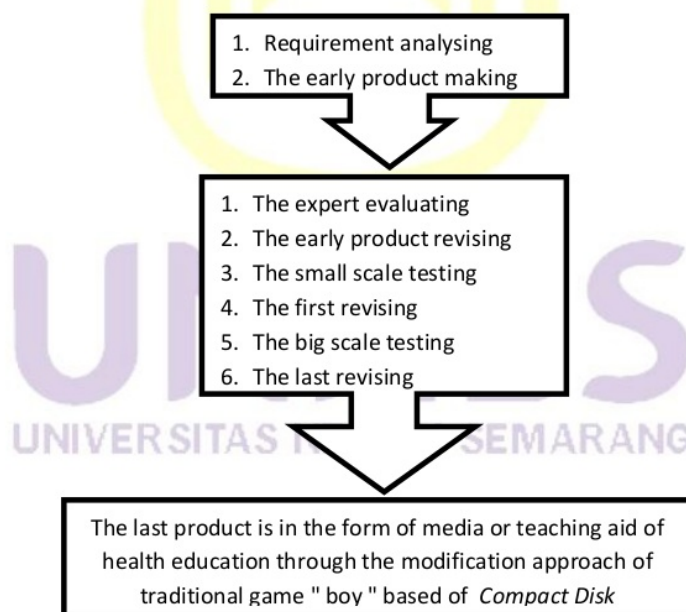 1. Requirement analysing
2. The early product making
1. The expert evaluating
2. The early product revising
3. The small scale testing
4. The first revising
5. The big scale testing
6. The last revising
UNIVERSITAS SEMARANG
The last product is in the form of media or teaching aid of
health education through the modification approach of
traditional game " boy " based of Compact Disk